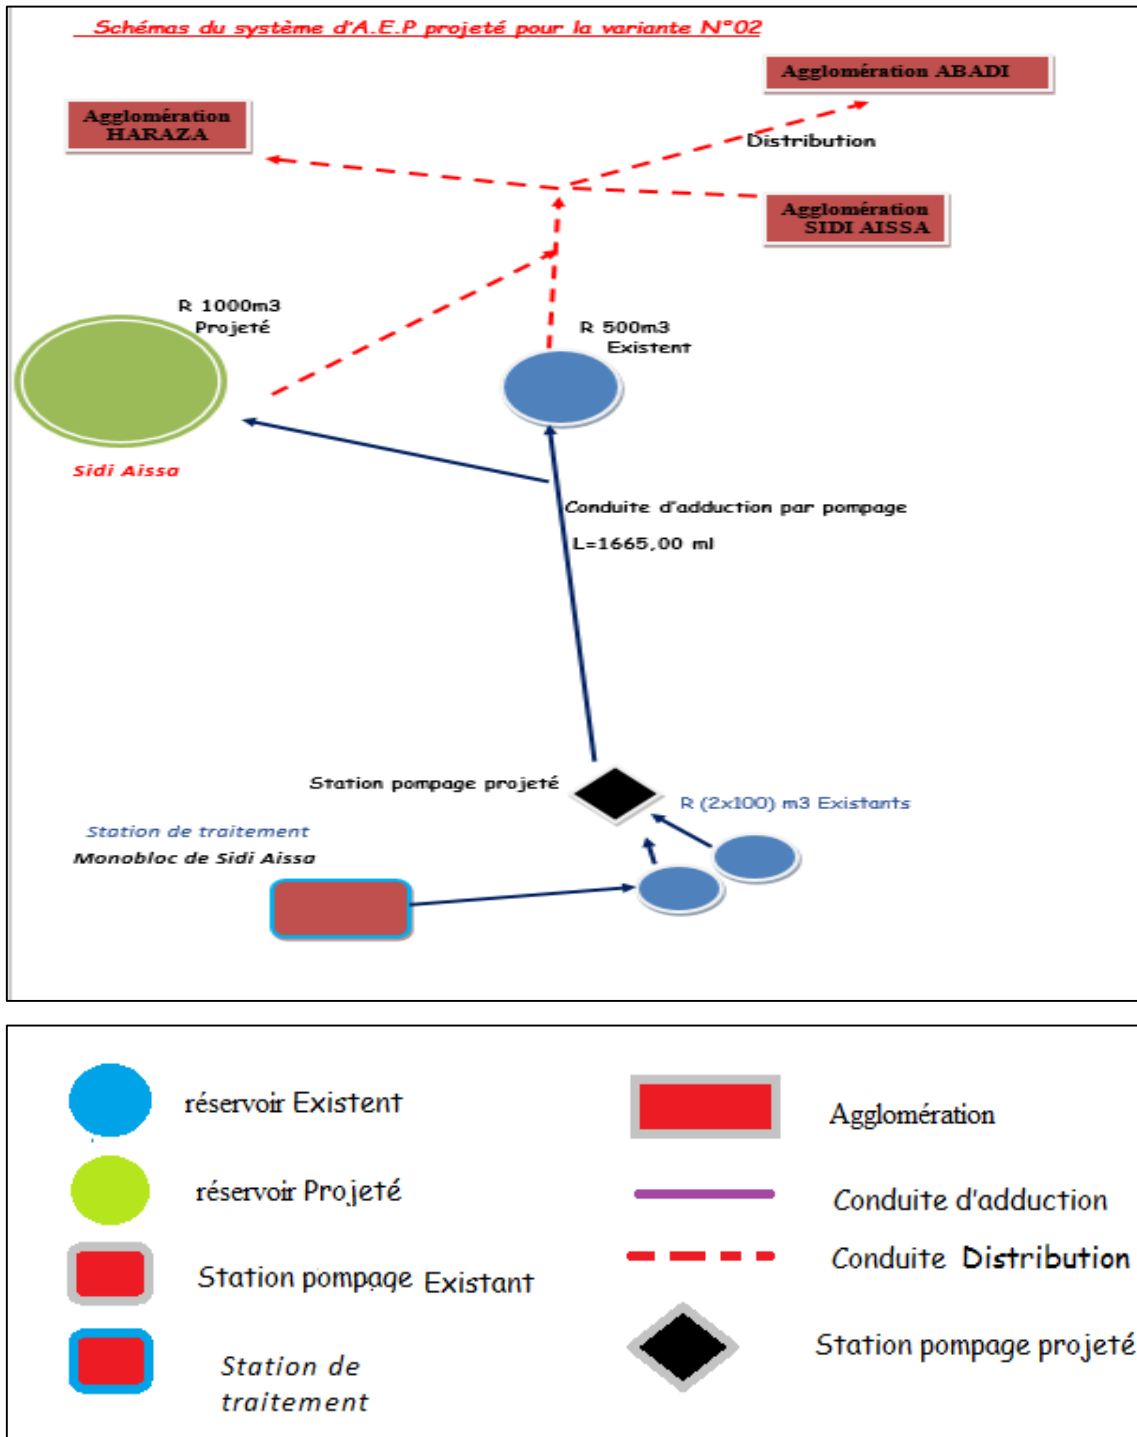 Schémas du système d'A.E.P projeté pour la variante N°02
Agglomération ABADI
Agglomération
HARAZA
Distribution
Agglomération
SIDI AISSA
R 1000m3
Projeté
R 500m3
Existent
Sidi Aissa
Conduite d'adduction par pompage
L=1665,00 ml
Station pompage projeté
R (2x100) m3 Existants
Station de traitement
Monobloc de Sidi Aissa
réservoir Existent
Agglomération
réservoir Projeté
Conduite d'adduction
Conduite Distribution
Station pompage Existant
Station pompage projeté
Station de
traitement